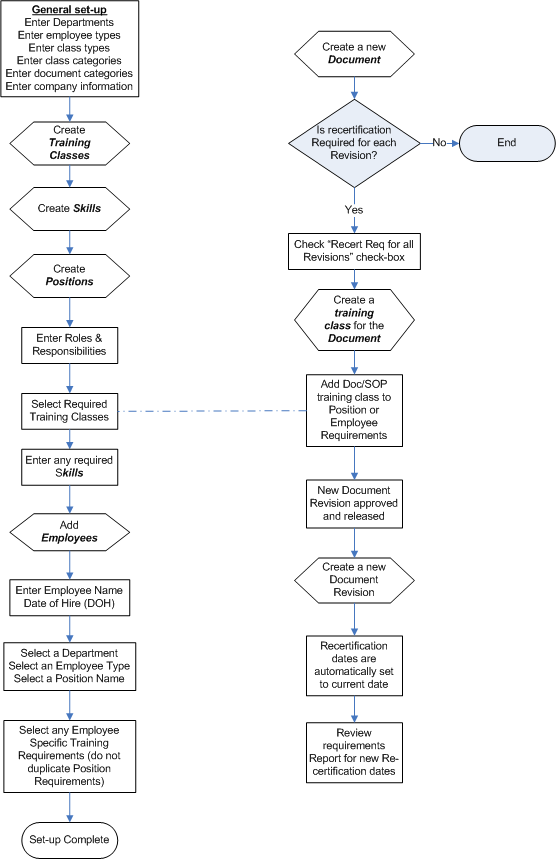 General set-up
Enter Departments
Enter employee types
Enter class types
Enter class categories
Enter document categories
Enter company information
Create
Training
Classes
Create Skills
Create
Positions
Enter Roles &
Responsibilities
Select Required
Training Classes
Enter any required
Skills
Add
Employees
Enter Employee Name
Date of Hire (DOH)
Select a Department
Select an Employee Type
Select a Position Name
Select any Employee
Specific Training
Requirements (do not
duplicate Position
Requirements)
Set-up Complete
Create a new
Document
Is recertification
Required for each
Revision?
No
End
Yes
Check “Recert Req for all
Revisions” check-box
Create a
training
class for the
Document
Add Doc/SOP
training class to
Position or
Employee
Requirements
New Document
Revision approved
and released
Create a new
Document
Revision
Recertification
dates are
automatically set
to current date
Review
requirements
Report for new Re-
certification dates